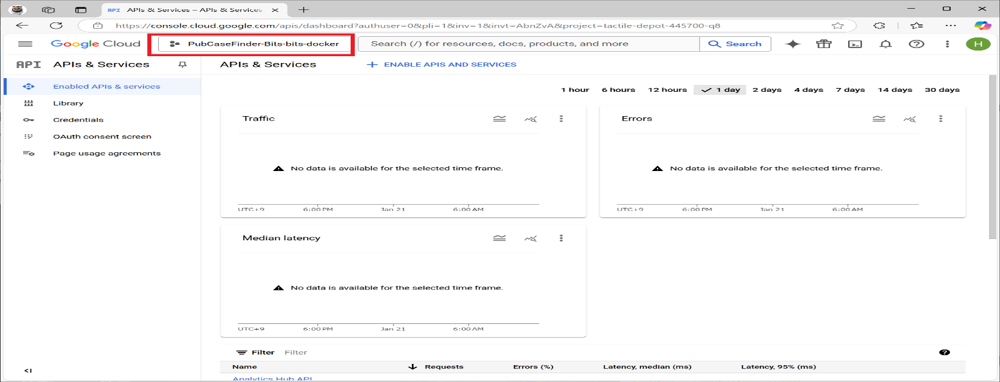 API APIs & Services – APIs & Services
https://console.cloud.google.com/apis/dashboard?authuser=0&pli=1&inv=1&invt=AbnZvA&project=tactile-depot-445700-q8
Google Cloud PubCaseFinder-Bits-bits-docker Search (/) for resources, docs, products, and more Search H
API APIs & Services APIs & Services ENABLE APIS AND SERVICES
Enabled APIs & services
Library
Credentials
OAuth consent screen
Page usage agreements
1 hour 6 hours 12 hours 1 day 2 days 4 days 7 days 14 days 30 days
Traffic
No data is available for the selected time frame.
UTC+9 6:00 PM Jan 21 6:00 AM
Errors
No data is available for the selected time frame.
UTC+9 6:00 PM Jan 21 6:00 AM
Median latency
No data is available for the selected time frame.
UTC+9 6:00 PM Jan 21 6:00 AM
Filter Filter
Name Requests Errors (%) Latency, median (ms) Latency, 95% (ms)
Analytics Hub API